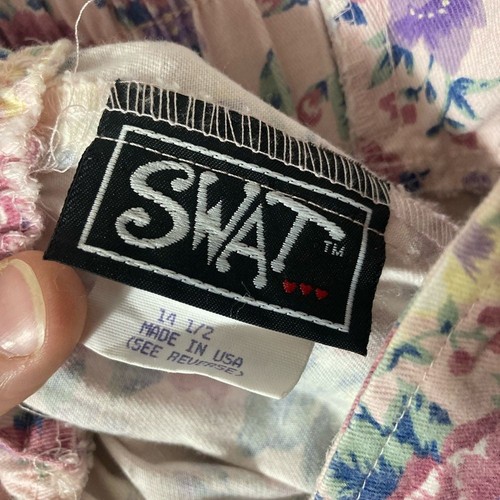 SWAT™
14 1/2
MADE IN USA
(SEE REVERSE)